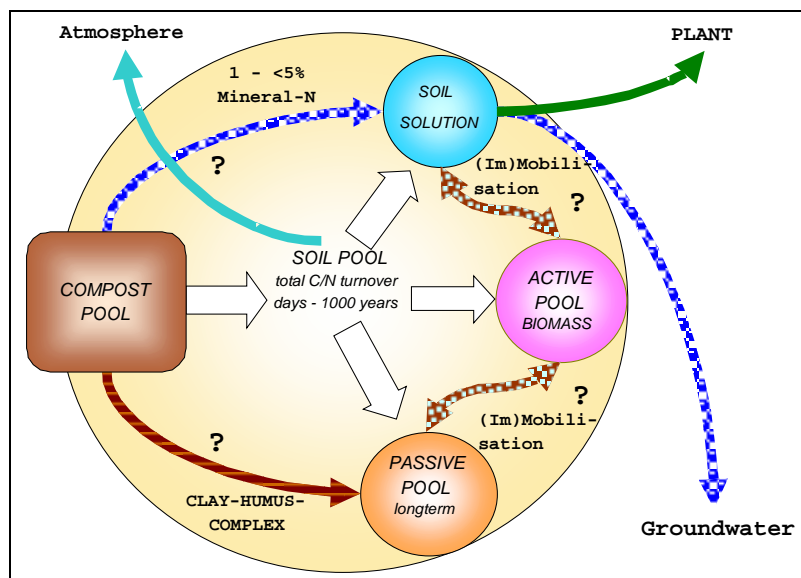 Atmosphere
PLANT
1 - <5%
Mineral-N
SOIL
SOLUTION
?
(Im)Mobili-
sation
?
SOIL POOL
total C/N turnover
days - 1000 years
COMPOST
POOL
ACTIVE
POOL
BIOMASS
?
(Im)Mobili-
sation
?
PASSIVE
POOL
longterm
CLAY-HUMUS-
COMPLEX
Groundwater